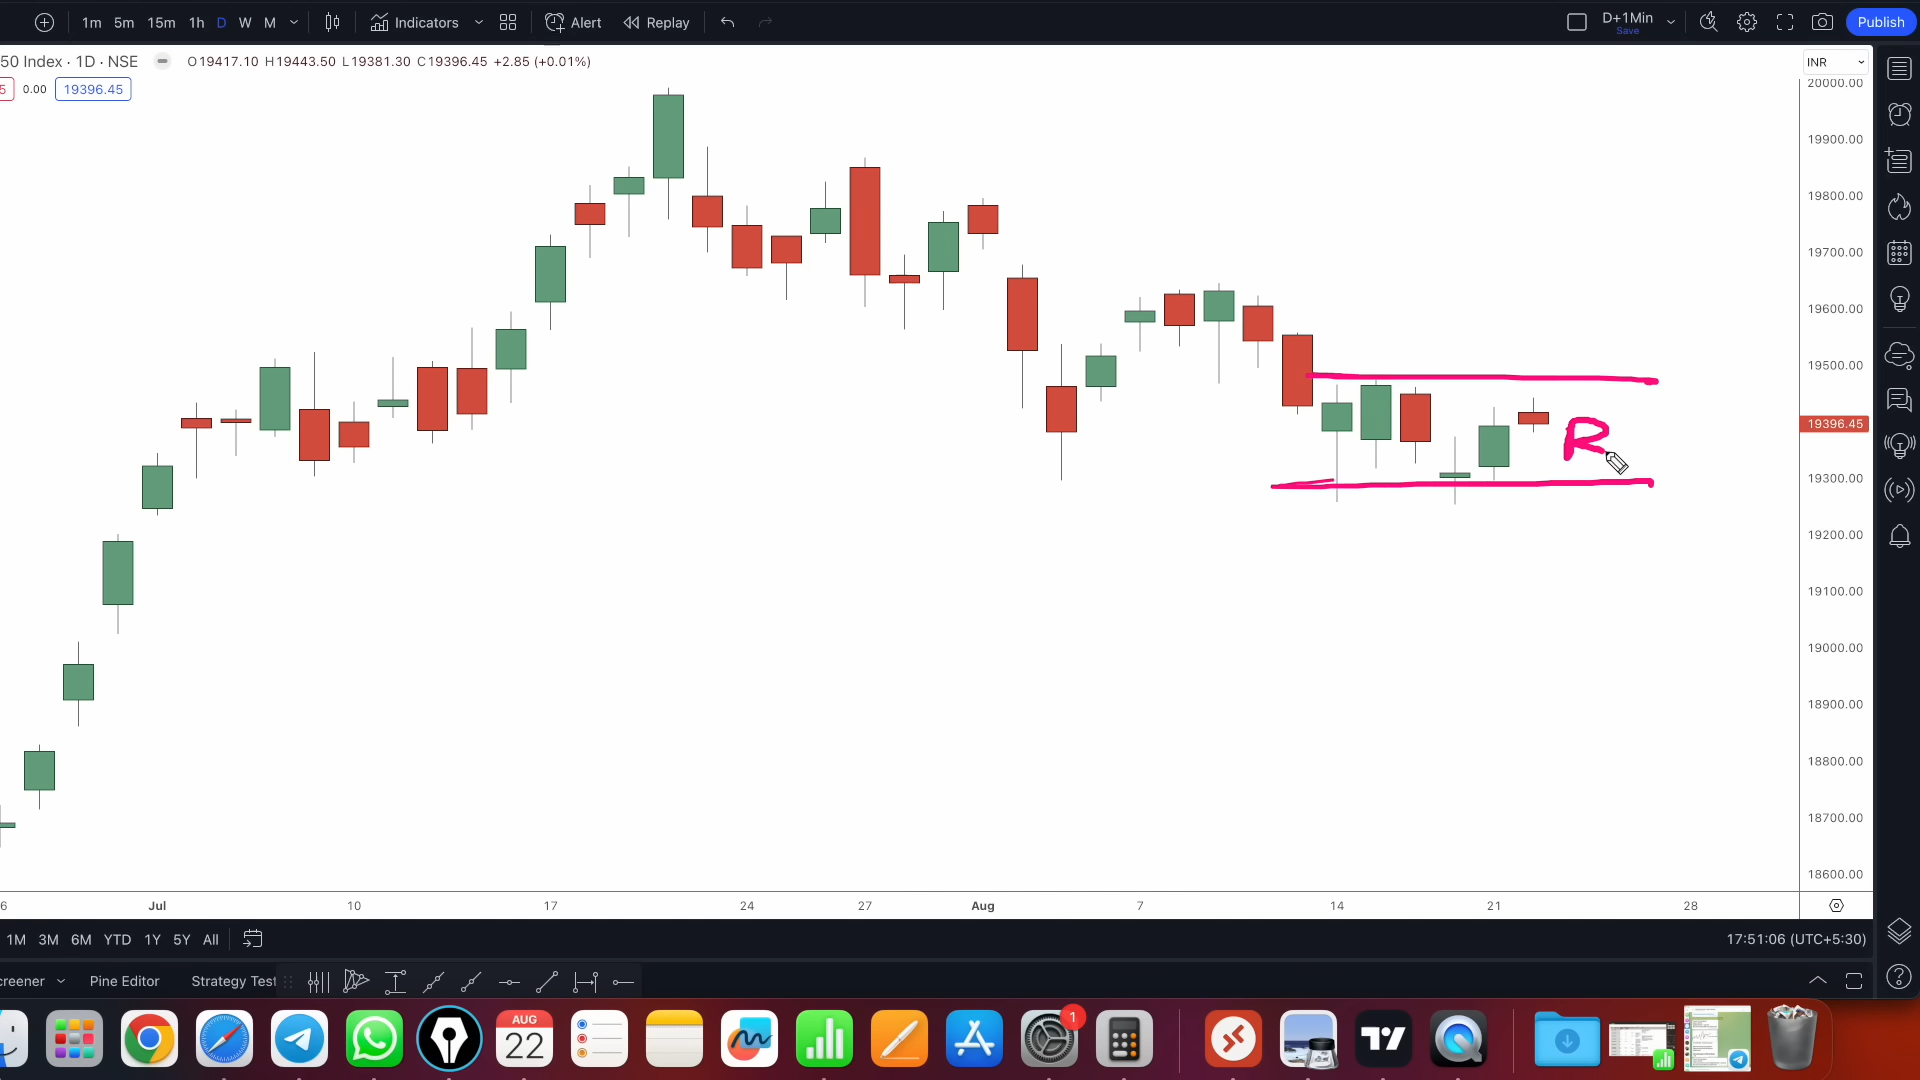 1m 5m 15m 1h D W M Indicators Alert Replay D+1Min Save Publish
50 Index · 1D · NSE O19417.10 H19443.50 L19381.30 C19396.45 +2.85 (+0.01%) INR
5 0.00 19396.45
20000.00
19900.00
19800.00
19700.00
19600.00
19500.00
19396.45
R
19300.00
19200.00
19100.00
19000.00
18900.00
18800.00
18700.00
18600.00
6 Jul 10 17 24 27 Aug 7 14 21 28
1M 3M 6M YTD 1Y 5Y All 17:51:06 (UTC+5:30)
creener Pine Editor Strategy Test
AUG
22
1